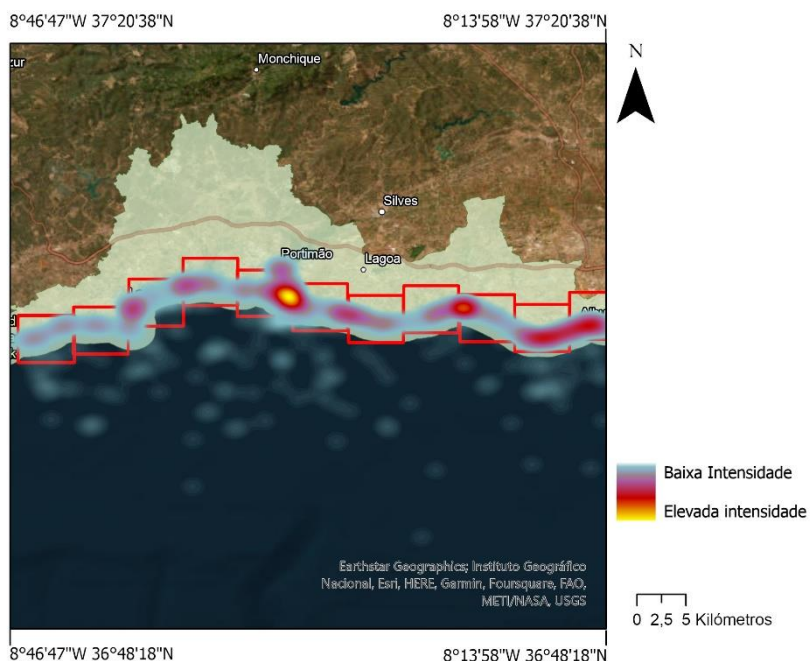 8°46'47"W 37°20'38"N
8°13'58"W 37°20'38"N
N
zur
Monchique
Silves
Portimão
Lagoa
Baixa Intensidade
Elevada intensidade
Earthstar Geographics; Instituto Geográfico
Nacional, Esri, HERE, Garmin, Foursquare, FAO,
METI/NASA, USGS
0 2,5 5 Kilómetros
8°46'47"W 36°48'18"N
8°13'58"W 36°48'18"N